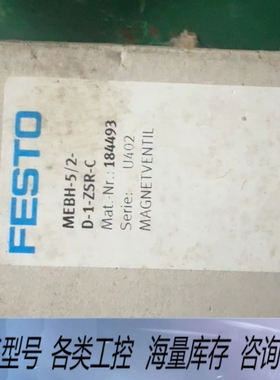 FESTO
MEBH-5/2-
D-1-ZSR-C
Mat.-Nr.: 184493
Serie: U402
MAGNETVENTIL
型号 各类工控 海量库存 咨询